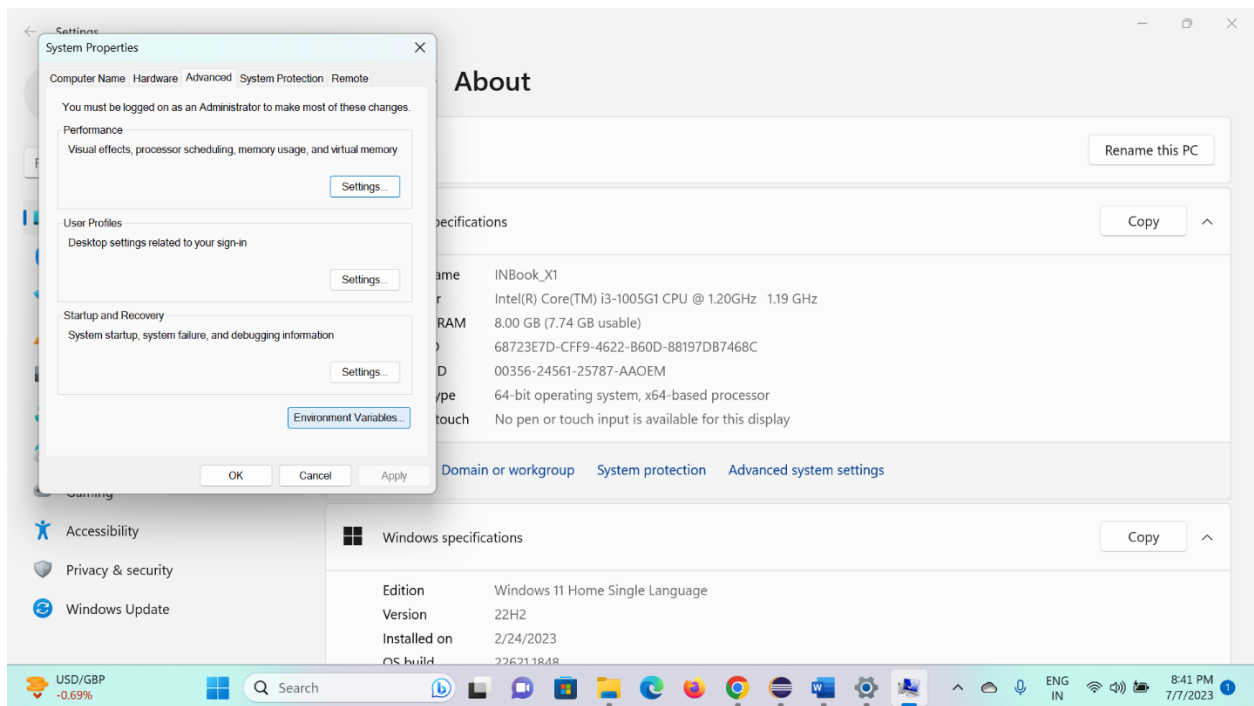 Settings
System Properties
Computer Name Hardware Advanced System Protection Remote
You must be logged on as an Administrator to make most of these changes.
Performance
Visual effects, processor scheduling, memory usage, and virtual memory
Settings...
User Profiles
Desktop settings related to your sign-in
Settings...
Startup and Recovery
System startup, system failure, and debugging information
Settings...
Environment Variables...
OK Cancel Apply
About
Rename this PC
Copy
INBook_X1
Intel(R) Core(TM) i3-1005G1 CPU @ 1.20GHz 1.19 GHz
RAM 8.00 GB (7.74 GB usable)
68723E7D-CFF9-4622-B60D-88197DB7468C
00356-24561-25787-AAOEM
64-bit operating system, x64-based processor
touch No pen or touch input is available for this display
Domain or workgroup System protection Advanced system settings
Gaming
Accessibility
Privacy & security
Windows Update
Windows specifications Copy
Edition Windows 11 Home Single Language
Version 22H2
Installed on 2/24/2023
OS build 22621.1848
USD/GBP
-0.69%
Search
ENG
IN
8:41 PM
7/7/2023
1